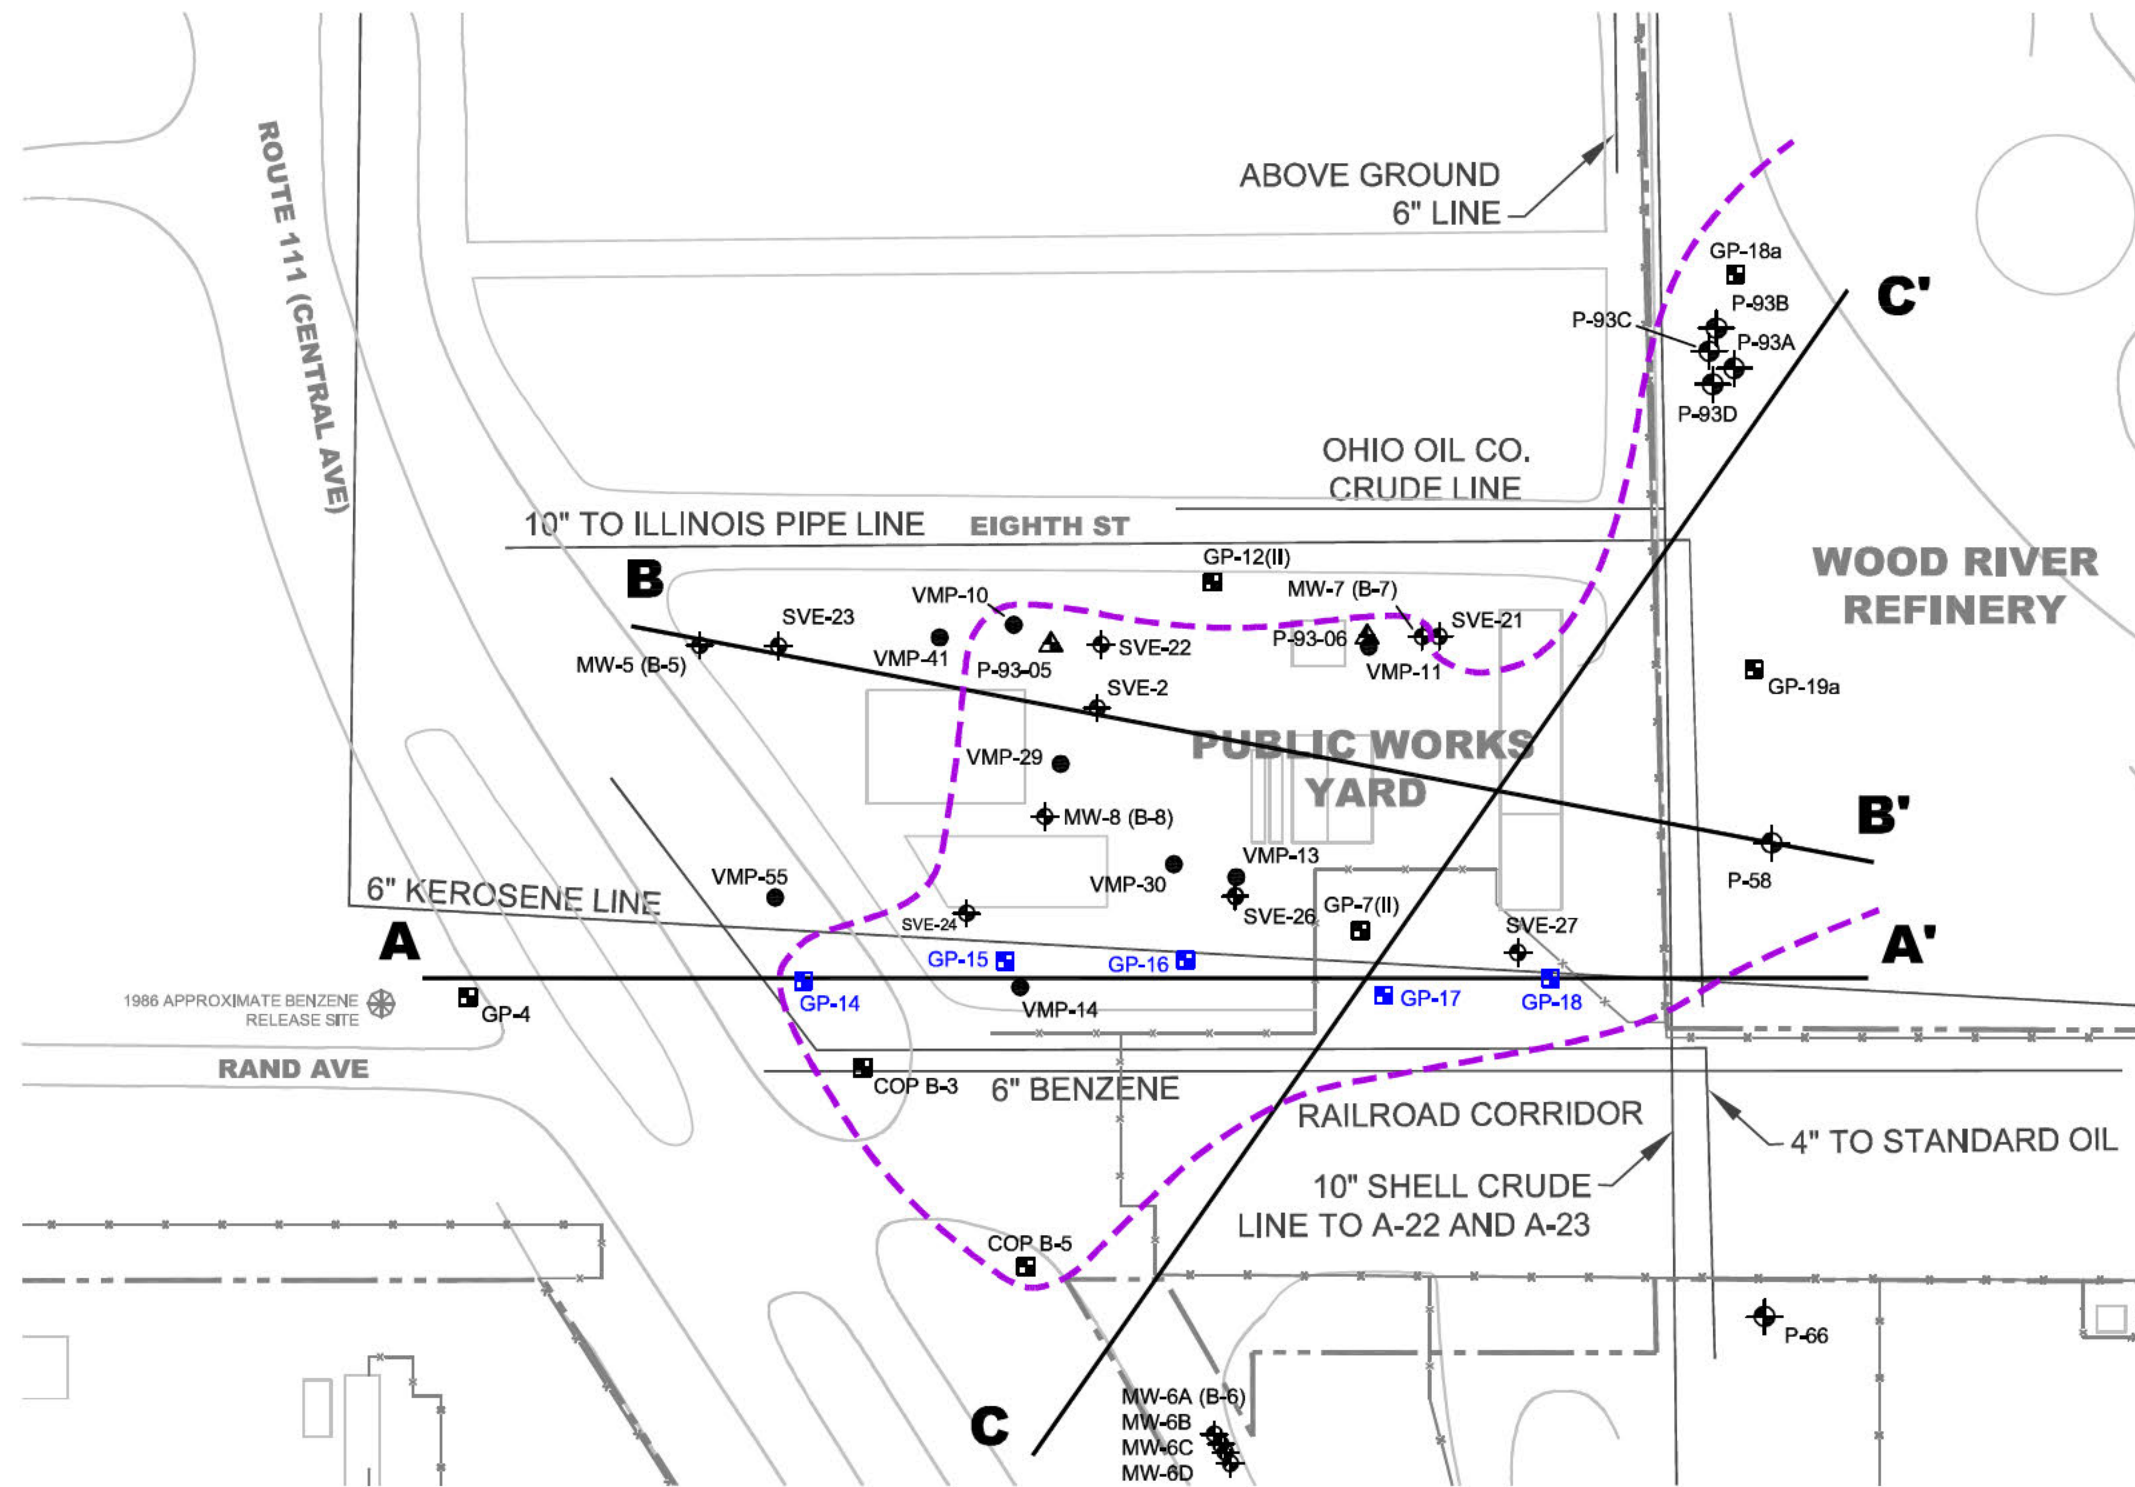 ROUTE 111 (CENTRAL AVE)
ABOVE GROUND
6" LINE
GP-18a
P-93B
P-93C
P-93A
P-93D
C'
OHIO OIL CO.
CRUDE LINE
10" TO ILLINOIS PIPE LINE
EIGHTH ST
WOOD RIVER
REFINERY
B
GP-12(II)
VMP-10
MW-7 (B-7)
SVE-23
SVE-21
MW-5 (B-5)
VMP-41
P-93-05
SVE-22
P-93-06
VMP-11
GP-19a
SVE-2
PUBLIC WORKS
YARD
VMP-29
MW-8 (B-8)
B'
VMP-13
VMP-55
VMP-30
P-58
6" KEROSENE LINE
SVE-24
SVE-26
GP-7(II)
SVE-27
A
A'
GP-15
GP-16
1986 APPROXIMATE BENZENE
RELEASE SITE
GP-4
GP-14
VMP-14
GP-17
GP-18
RAND AVE
COP B-3
6" BENZENE
RAILROAD CORRIDOR
4" TO STANDARD OIL
10" SHELL CRUDE
LINE TO A-22 AND A-23
COP B-5
P-66
MW-6A (B-6)
MW-6B
MW-6C
MW-6D
C